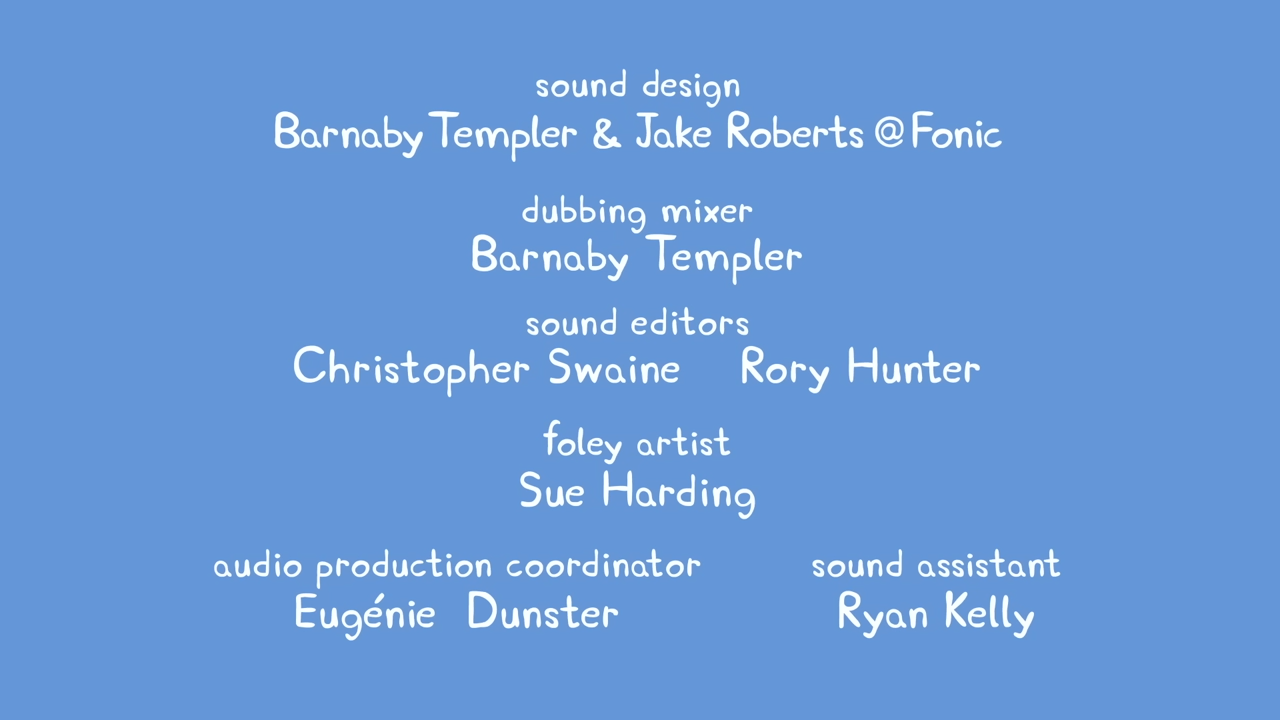 sound design
Barnaby Templer & Jake Roberts @ Fonic
dubbing mixer
Barnaby Templer
sound editors
Christopher Swaine Rory Hunter
foley artist
Sue Harding
audio production coordinator sound assistant
Eugénie Dunster Ryan Kelly